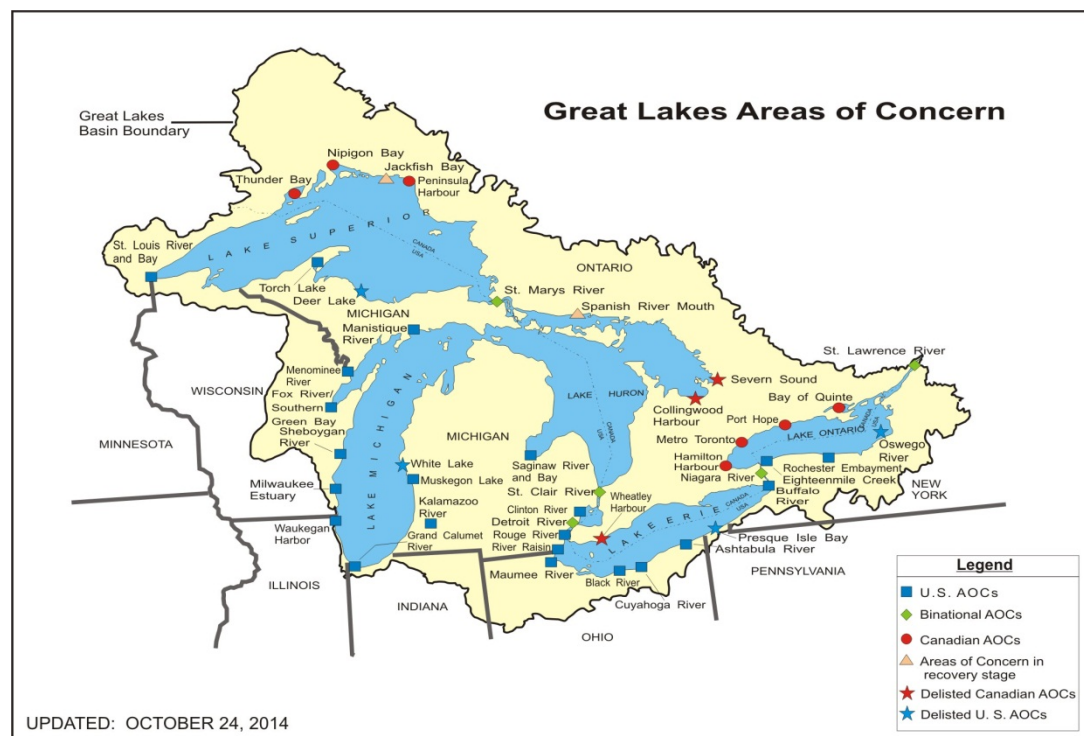 Great Lakes Areas of Concern
Great Lakes
Basin Boundary
Nipigon Bay
Jackfish Bay
Thunder Bay
Peninsula
Harbour
LAKE SUPERIOR
CANADA
USA
St. Louis River
and Bay
ONTARIO
Torch Lake
Deer Lake
St. Marys River
Spanish River Mouth
MICHIGAN
Manistique
River
St. Lawrence River
Menominee
River
WISCONSIN
Fox River/
Southern
Green Bay
Severn Sound
Bay of Quinte
LAKE HURON
CANADA
USA
Collingwood
Harbour
Port Hope
CANADA
USA
MINNESOTA
Sheboygan
River
LAKE MICHIGAN
MICHIGAN
Metro Toronto
LAKE ONTARIO
Oswego
River
White Lake
Saginaw River
and Bay
Hamilton
Harbour
Rochester Embayment
Muskegon Lake
Niagara River
Eighteenmile Creek
Milwaukee
Estuary
St. Clair River
Wheatley
Harbour
Buffalo
River
NEW
YORK
Kalamazoo
River
Clinton River
Detroit River
LAKE ERIE
CANADA
USA
Waukegan
Harbor
Grand Calumet
River
Rouge River
River Raisin
Presque Isle Bay
Ashtabula River
Maumee River
Black River
PENNSYLVANIA
ILLINOIS
INDIANA
Cuyahoga River
OHIO
Legend
U.S. AOCs
Binational AOCs
Canadian AOCs
Areas of Concern in
recovery stage
Delisted Canadian AOCs
Delisted U. S. AOCs
UPDATED: OCTOBER 24, 2014